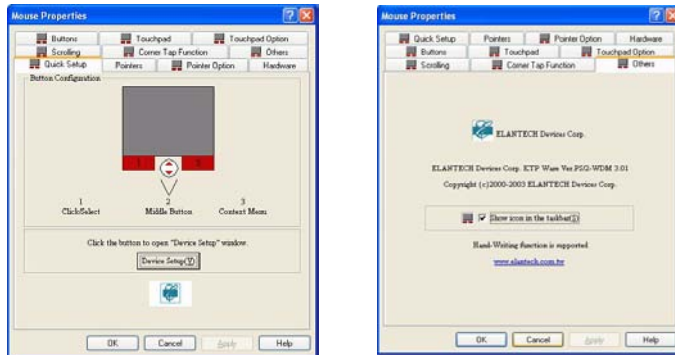 Mouse Properties
Buttons
Touchpad
Touchpad Option
Scrolling
Corner Tap Function
Others
Quick Setup
Pointers
Pointer Option
Hardware
Button Configuration
1
3
1
2
3
Click/Select
Middle Button
Context Menu
Click the button to open "Device Setup" window.
Device Setup(Y)
OK
Cancel
Apply
Help
Mouse Properties
Quick Setup
Pointers
Pointer Option
Hardware
Buttons
Touchpad
Touchpad Option
Scrolling
Corner Tap Function
Others
ELANTECH Devices Corp.
ELANTECH Devices Corp. KTP Ware Ver.PS/2-WDM 3.01
Copyright (c)2000-2003 ELANTECH Devices Corp.
Show icon in the taskbar(I)
Hand-Writing function is supported
www.elantech.com.tw
OK
Cancel
Apply
Help